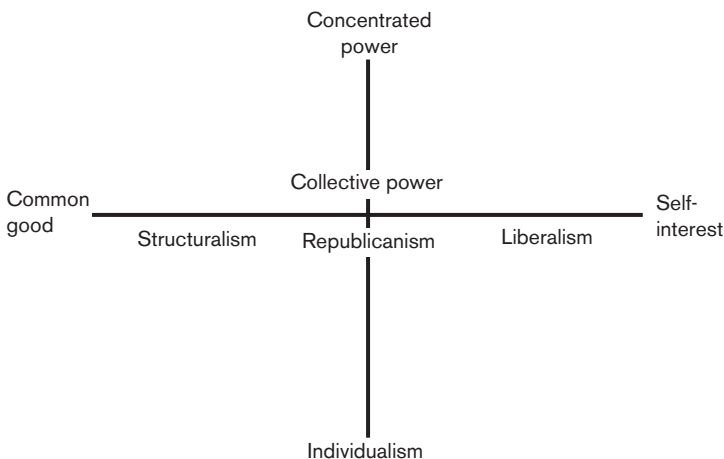 Concentrated
power
Collective power
Common
good
Self-
interest
Structuralism
Republicanism
Liberalism
Individualism